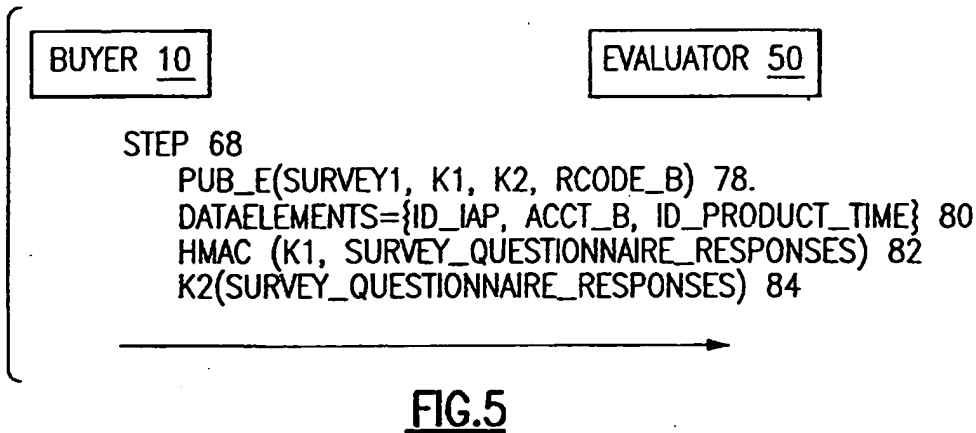 BUYER 10
EVALUATOR 50
STEP 68
PUB_E(SURVEY1, K1, K2, RCODE_B) 78.
DATAELEMENTS={ID_IAP, ACCT_B, ID_PRODUCT_TIME} 80
HMAC (K1, SURVEY_QUESTIONNAIRE_RESPONSES) 82
K2(SURVEY_QUESTIONNAIRE_RESPONSES) 84
FIG.5